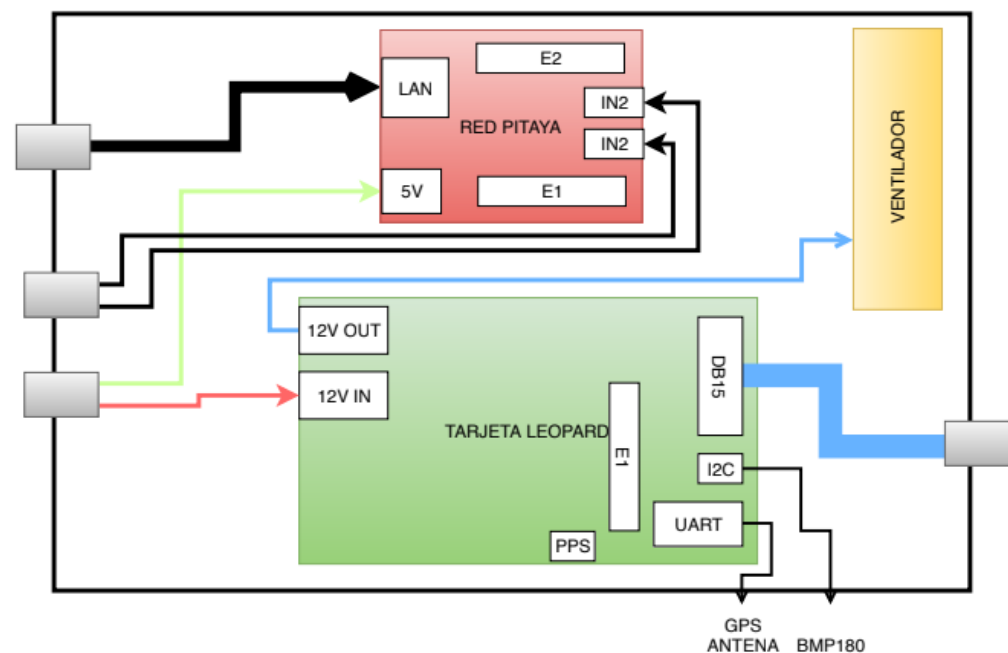 E2
LAN
IN2
RED PITAYA
IN2
5V
E1
VENTILADOR
12V OUT
DB15
12V IN
TARJETA LEOPARD
E1
I2C
UART
PPS
GPS
ANTENA
BMP180